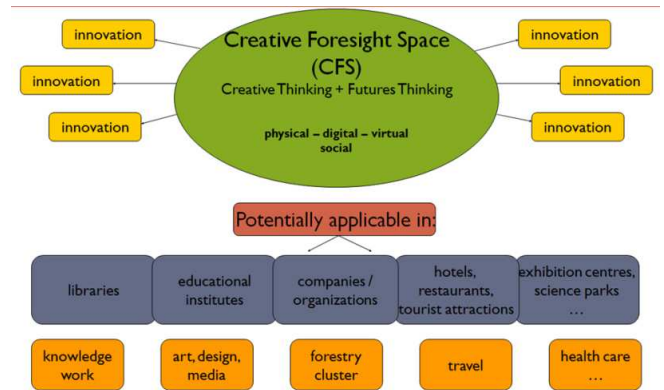 innovation
innovation
innovation
Creative Foresight Space
(CFS)
Creative Thinking + Futures Thinking
physical – digital – virtual
social
innovation
innovation
innovation
Potentially applicable in:
libraries
educational
institutes
companies /
organizations
hotels,
restaurants,
tourist attractions
exhibition centres,
science parks
…
knowledge
work
art, design,
media
forestry
cluster
travel
health care
…